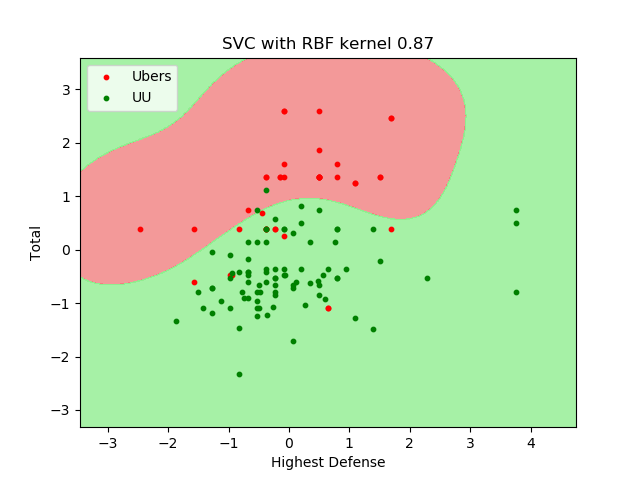 SVC with RBF kernel 0.87
Ubers
UU
3
2
1
0
−1
−2
−3
Total
−3 −2 −1 0 1 2 3 4
Highest Defense